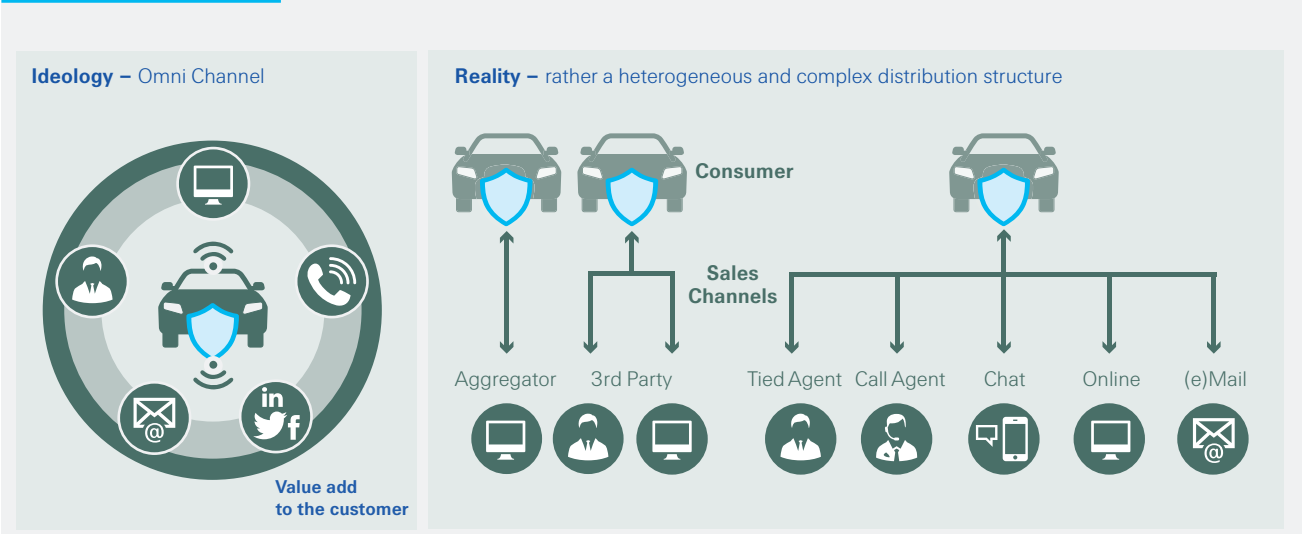 Ideology – Omni Channel
in
f
@
Value add
to the customer
Reality – rather a heterogeneous and complex distribution structure
Consumer
Sales
Channels
Aggregator 3rd Party Tied Agent Call Agent Chat Online (e)Mail
@